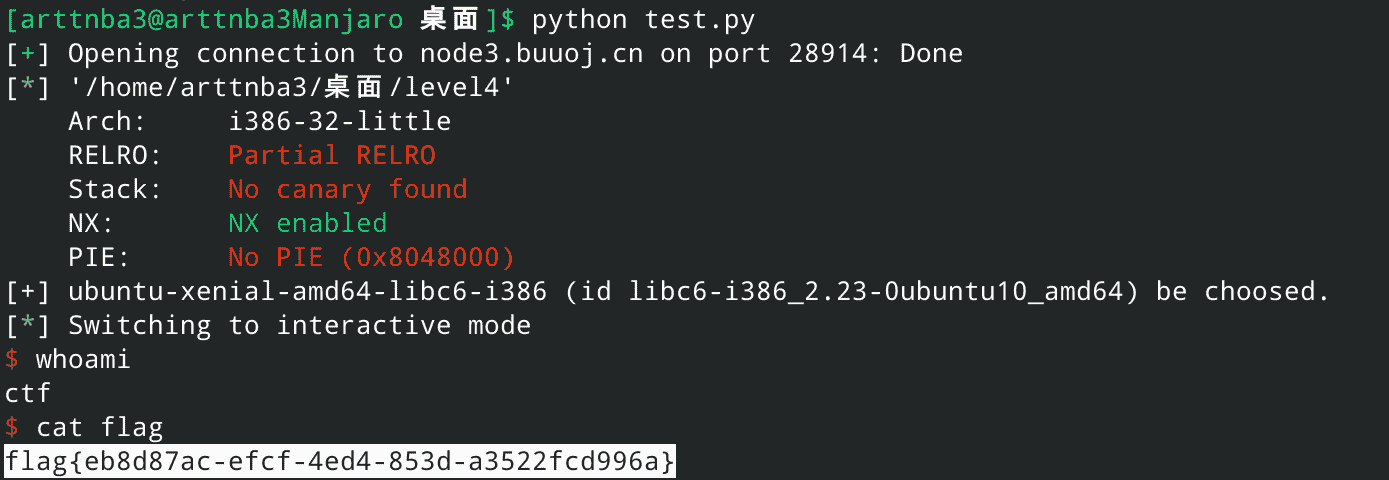 [arttnba3@arttnba3Manjaro 桌面]$ python test.py
[+] Opening connection to node3.buuoj.cn on port 28914: Done
[*] '/home/arttnba3/桌面/level4'
    Arch:     i386-32-little
    RELRO:    Partial RELRO
    Stack:    No canary found
    NX:       NX enabled
    PIE:      No PIE (0x8048000)
[+] ubuntu-xenial-amd64-libc6-i386 (id libc6-i386_2.23-0ubuntu10_amd64) be choosed.
[*] Switching to interactive mode
$ whoami
ctf
$ cat flag
flag{eb8d87ac-efcf-4ed4-853d-a3522fcd996a}